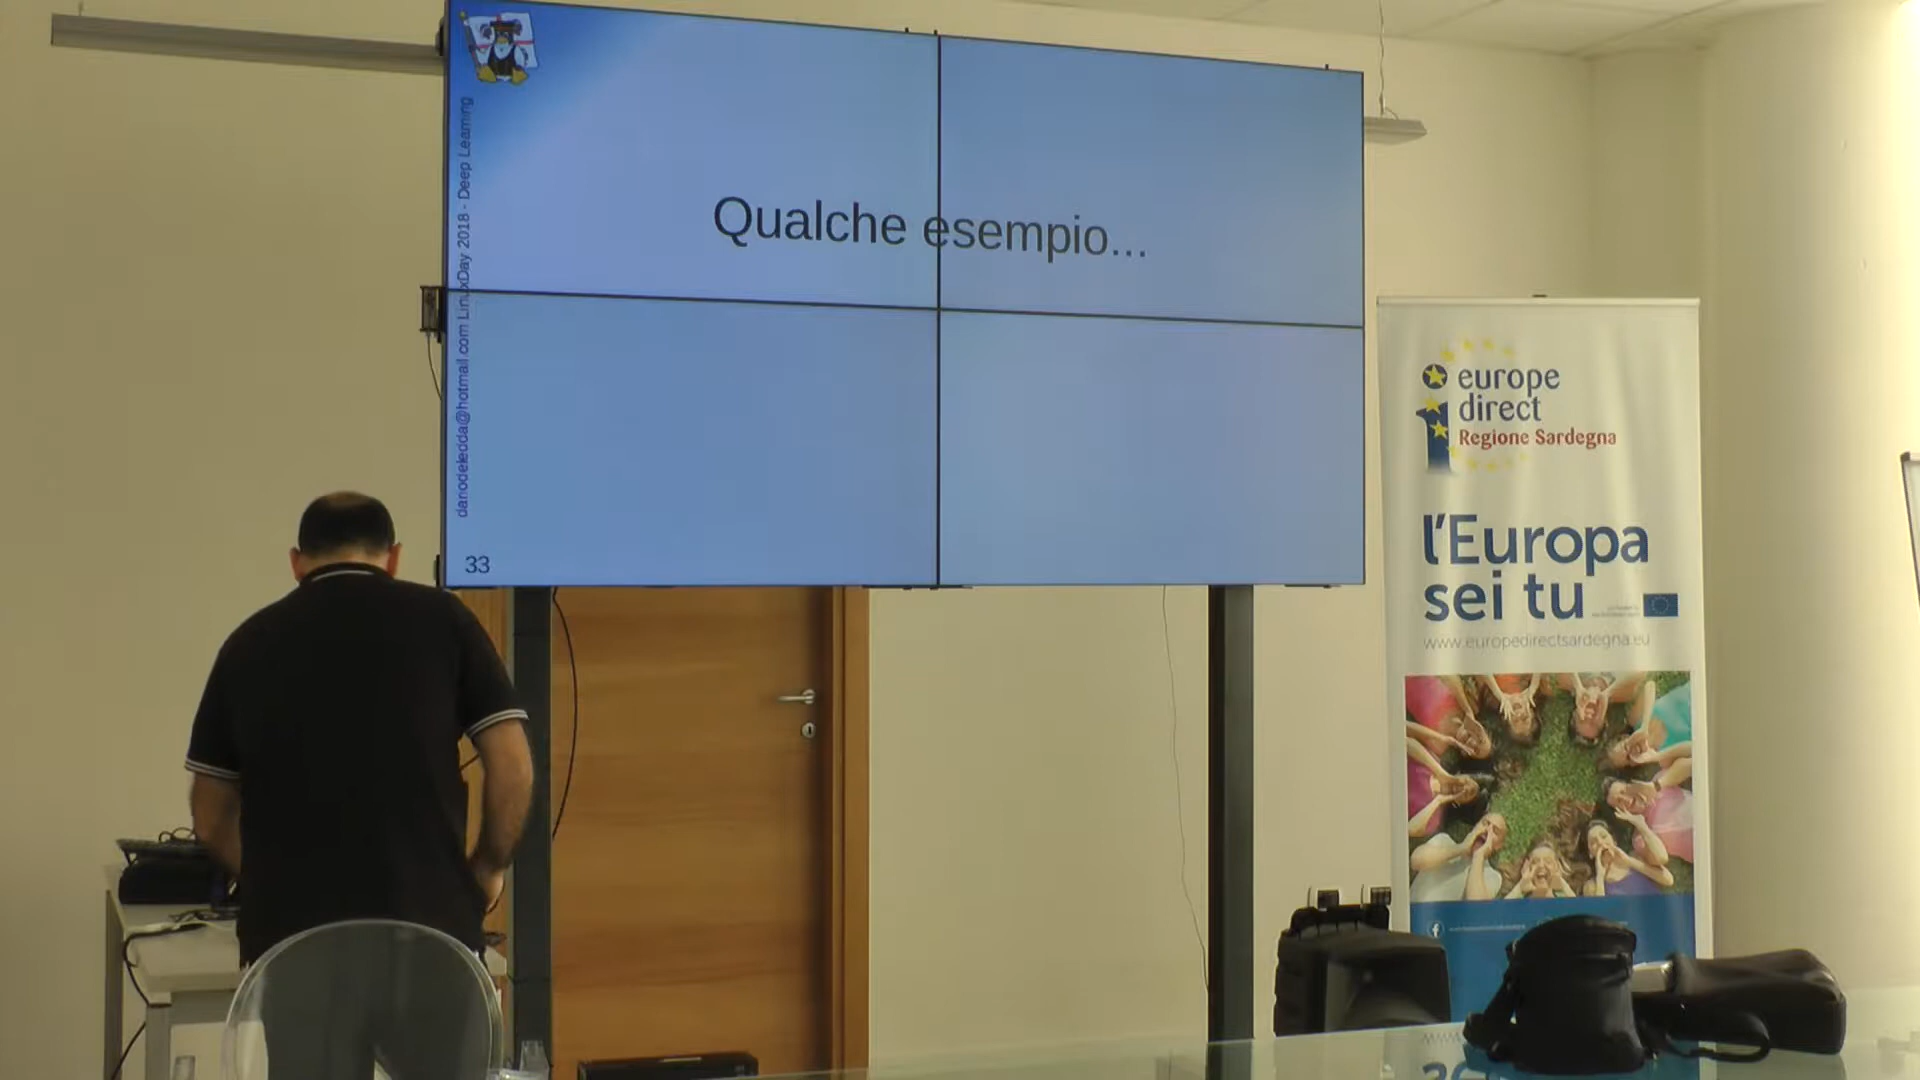 Qualche esempio...
dariodeledda@hotmail.com LinuxDay 2018 - Deep Learning
33
europe
direct
Regione Sardegna
l'Europa
sei tu
www.europedirectsardegna.eu